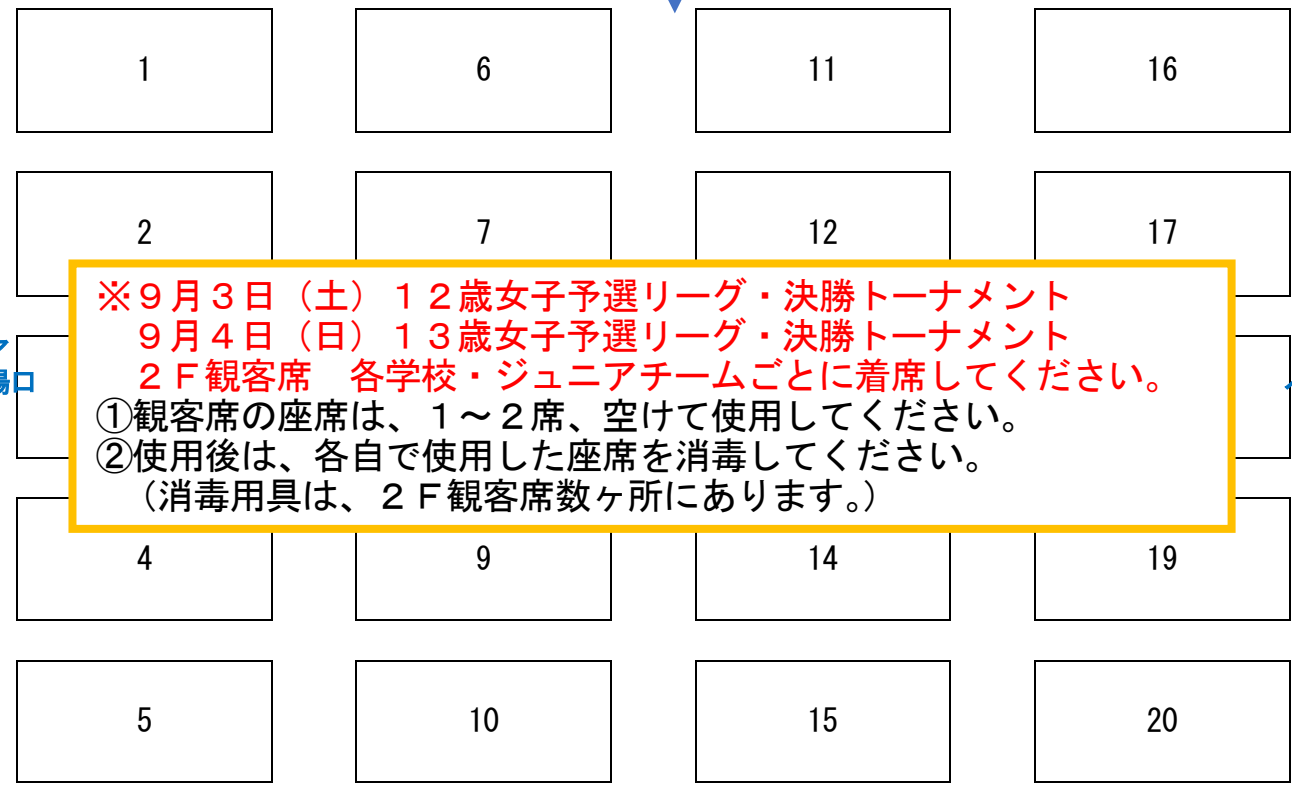 1 6 11 16
2 7 12 17
※９月３日（土）１２歳女子予選リーグ・決勝トーナメント
９月４日（日）１３歳女子予選リーグ・決勝トーナメント
２Ｆ観客席　各学校・ジュニアチームごとに着席してください。
①観客席の座席は、１～２席、空けて使用してください。
②使用後は、各自で使用した座席を消毒してください。
（消毒用具は、２Ｆ観客席数ヶ所にあります。）
場口
4 9 14 19
5 10 15 20